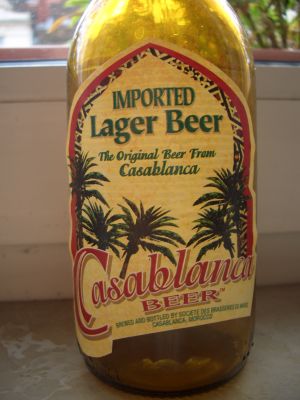 IMPORTED
Lager Beer
The Original Beer From
Casablanca
Casablanca
BEER™
BREWED AND BOTTLED BY SOCIETE DES BRASSERIES DU MAROC
CASABLANCA, MOROCCO